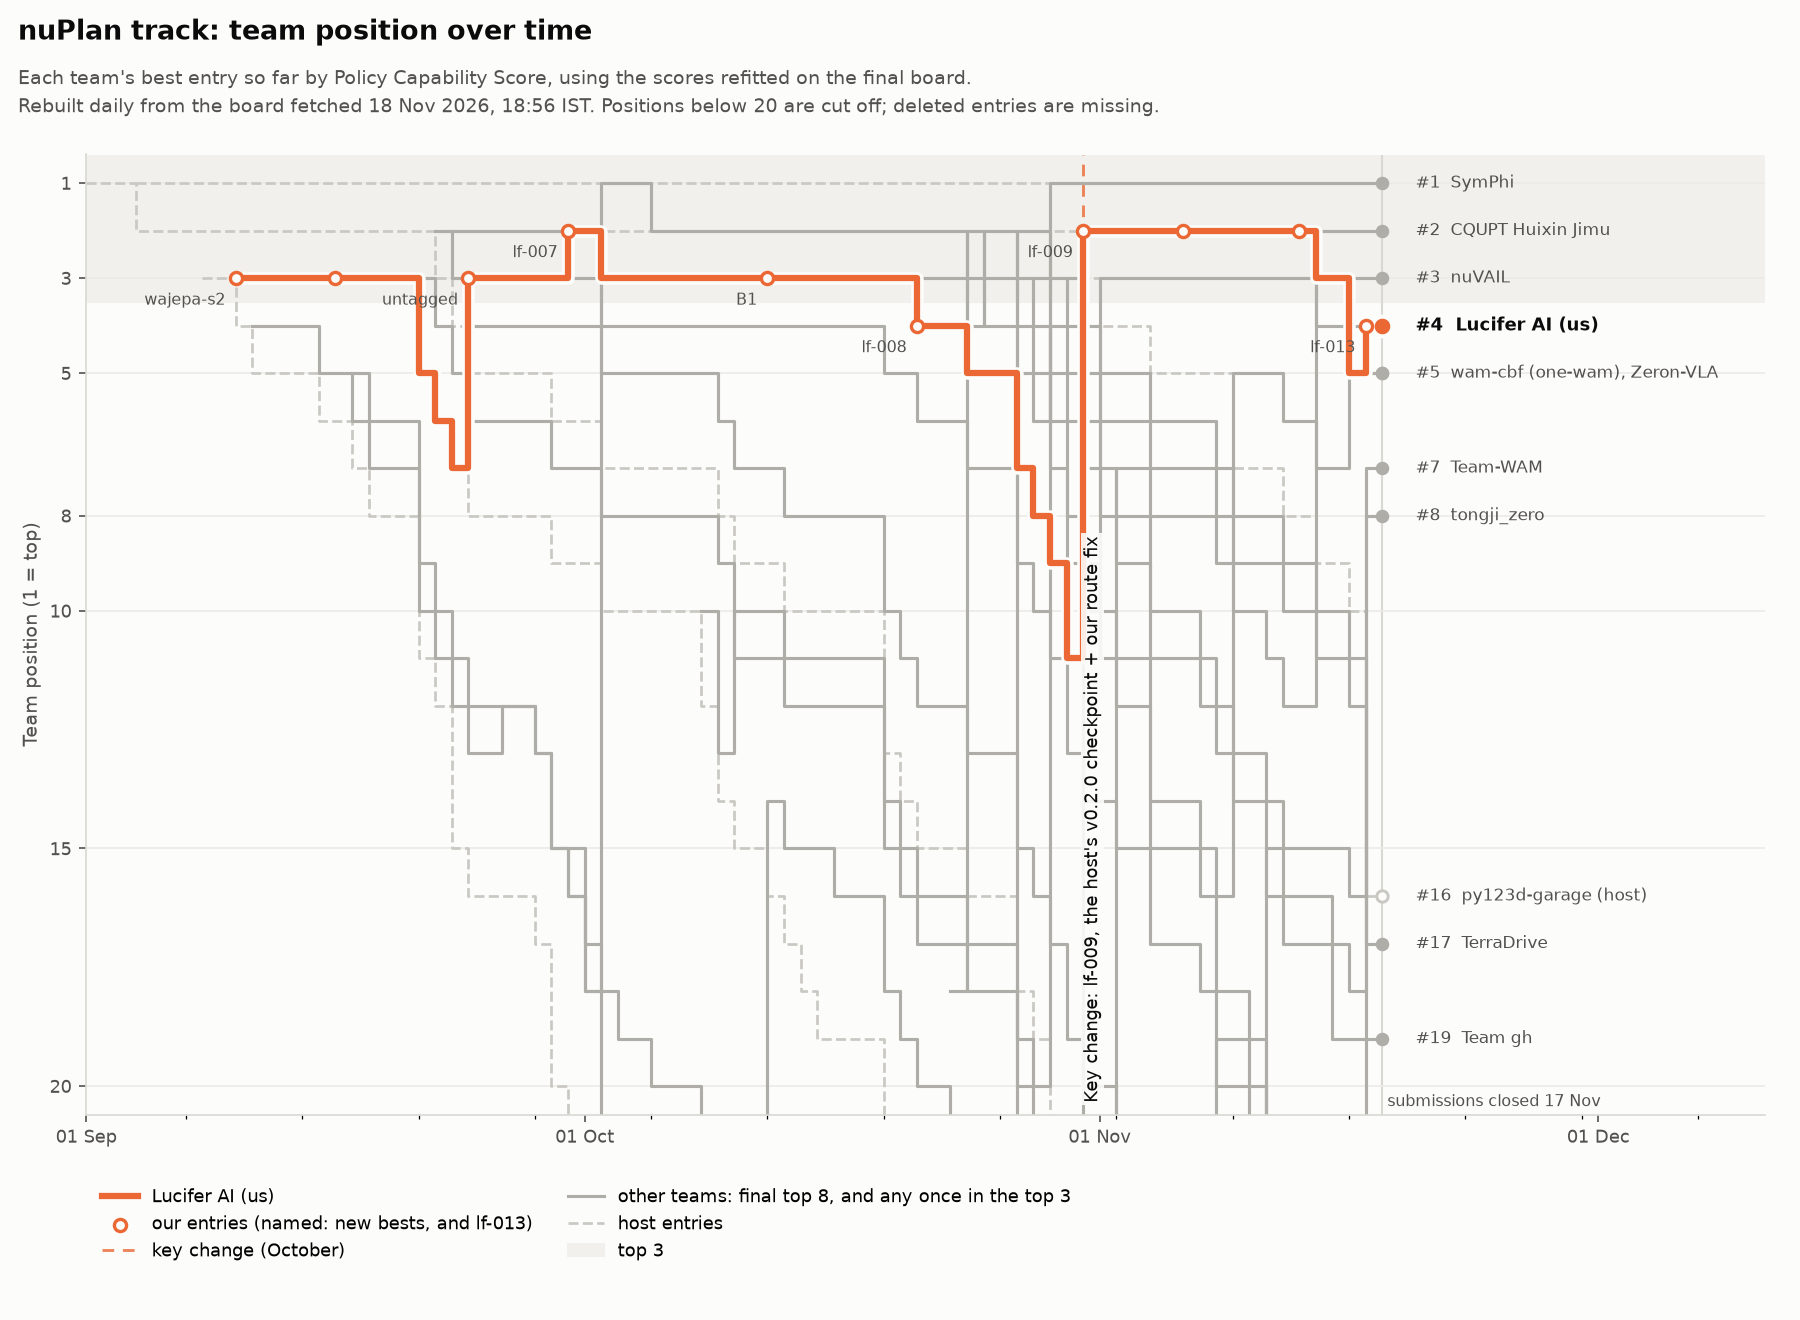 nuPlan track: team position over time
Each team's best entry so far by Policy Capability Score, using the scores refitted on the final board.
Rebuilt daily from the board fetched 18 Nov 2026, 18:56 IST. Positions below 20 are cut off; deleted entries are missing.
Team position (1 = top)
1
3
5
8
10
15
20
wajepa-s2
untagged
lf-007
B1
lf-008
lf-009
lf-013
Key change: lf-009, the host's v0.2.0 checkpoint + our route fix
#1 SymPhi
#2 CQUPT Huixin Jimu
#3 nuVAIL
#4 Lucifer AI (us)
#5 wam-cbf (one-wam), Zeron-VLA
#7 Team-WAM
#8 tongji_zero
#16 py123d-garage (host)
#17 TerraDrive
#19 Team gh
submissions closed 17 Nov
01 Sep
01 Oct
01 Nov
01 Dec
Lucifer AI (us)
our entries (named: new bests, and lf-013)
key change (October)
other teams: final top 8, and any once in the top 3
host entries
top 3